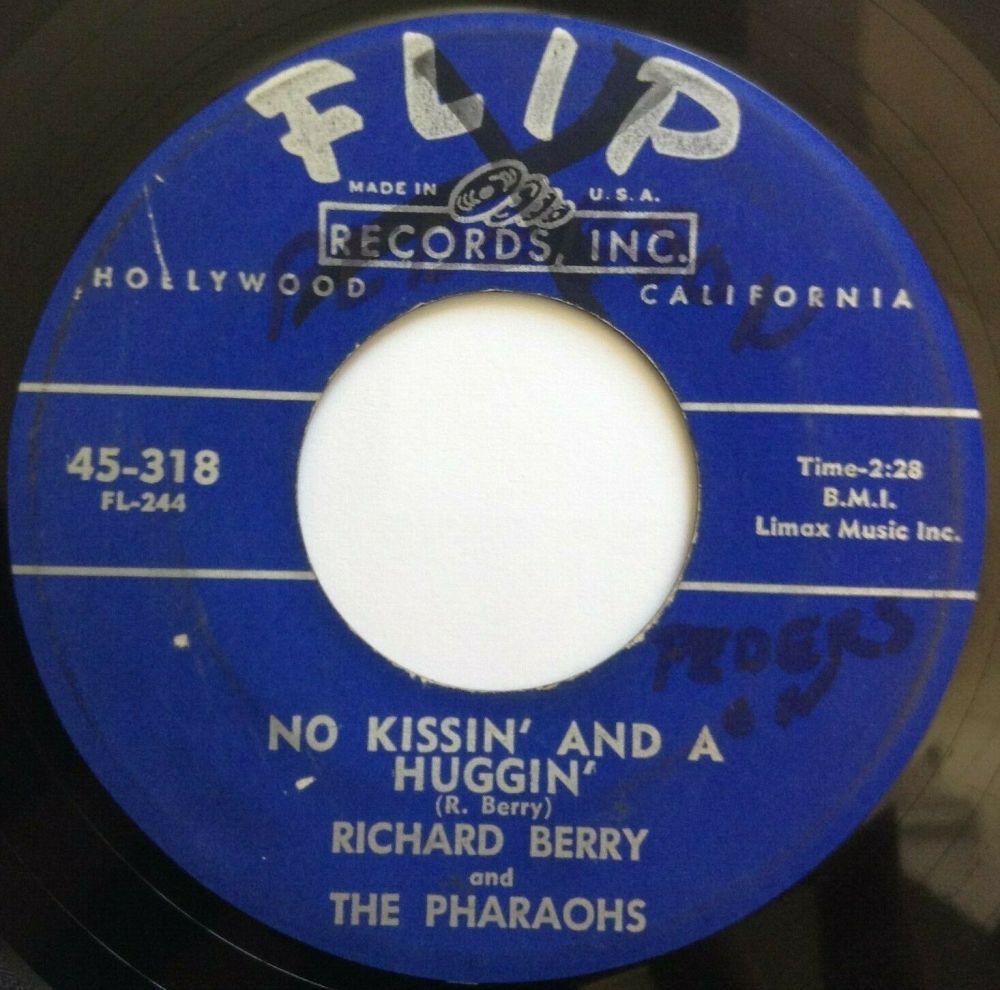 FLIP
MADE IN U.S.A.
RECORDS, INC.
HOLLYWOOD CALIFORNIA
45-318
FL-244
Time-2:28
B.M.I.
Limax Music Inc.
FEDERS
NO KISSIN' AND A
HUGGIN'
(R. Berry)
RICHARD BERRY
and
THE PHARAOHS